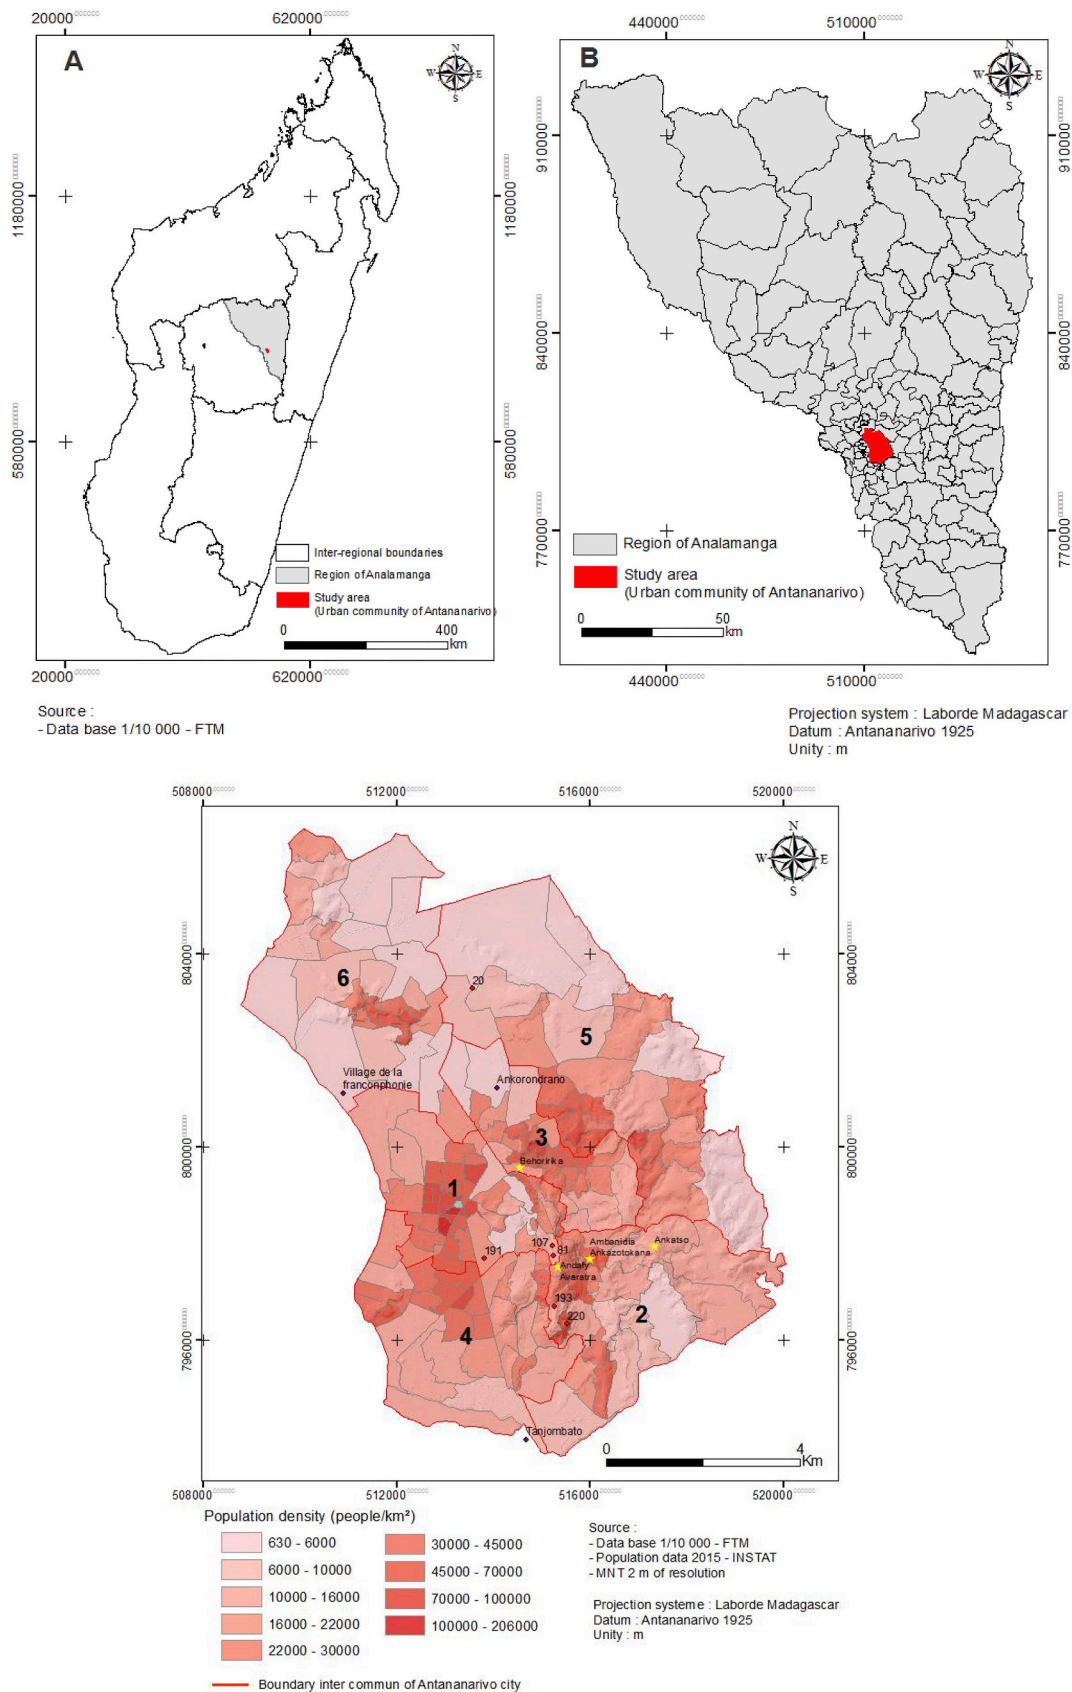 20000 620000
440000 510000
A
N
W E
S
B
N
W E
S
1180000 1180000
910000 910000
840000 840000
580000 580000
770000 770000
Inter-regional boundaries
Region of Analamanga
Study area
(Urban community of Antananarivo)
0 400
km
Region of Analamanga
Study area
(Urban community of Antananarivo)
0 50
km
20000 620000
440000 510000
Source :
- Data base 1/10 000 - FTM
Projection system : Laborde Madagascar
Datum : Antananarivo 1925
Unity : m
508000 512000 516000 520000
N
W E
S
804000 804000
6
20
5
Village de la
franconphonie
Ankorondrano
3
800000 800000
Behoririka
1
107
81
191
Ambanidia
Ankazotokana
Ankatso
Andafy
Avaratra
193
220
2
4
796000 796000
Tanjombato
0 4
Km
508000 512000 516000 520000
Population density (people/km²)
630 - 6000
6000 - 10000
10000 - 16000
16000 - 22000
22000 - 30000
30000 - 45000
45000 - 70000
70000 - 100000
100000 - 206000
Boundary inter commun of Antananarivo city
Source :
- Data base 1/10 000 - FTM
- Population data 2015 - INSTAT
- MNT 2 m of resolution
Projection systeme : Laborde Madagascar
Datum : Antananarivo 1925
Unity : m